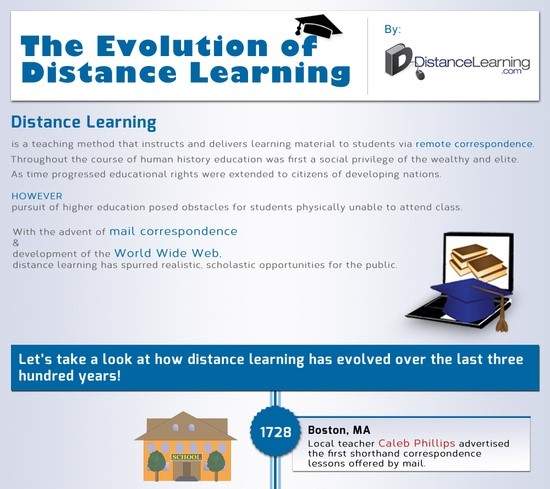 The Evolution of
Distance Learning
By:
DistanceLearning
.com
Distance Learning
is a teaching method that instructs and delivers learning material to students via remote correspondence.
Throughout the course of human history education was first a social privilege of the wealthy and elite.
As time progressed educational rights were extended to citizens of developing nations.
HOWEVER
pursuit of higher education posed obstacles for students physically unable to attend class.
With the advent of mail correspondence
&
development of the World Wide Web,
distance learning has spurred realistic, scholastic opportunities for the public.
Let's take a look at how distance learning has evolved over the last three
hundred years!
SCHOOL
1728
Boston, MA
Local teacher Caleb Phillips advertised
the first shorthand correspondence
lessons offered by mail.